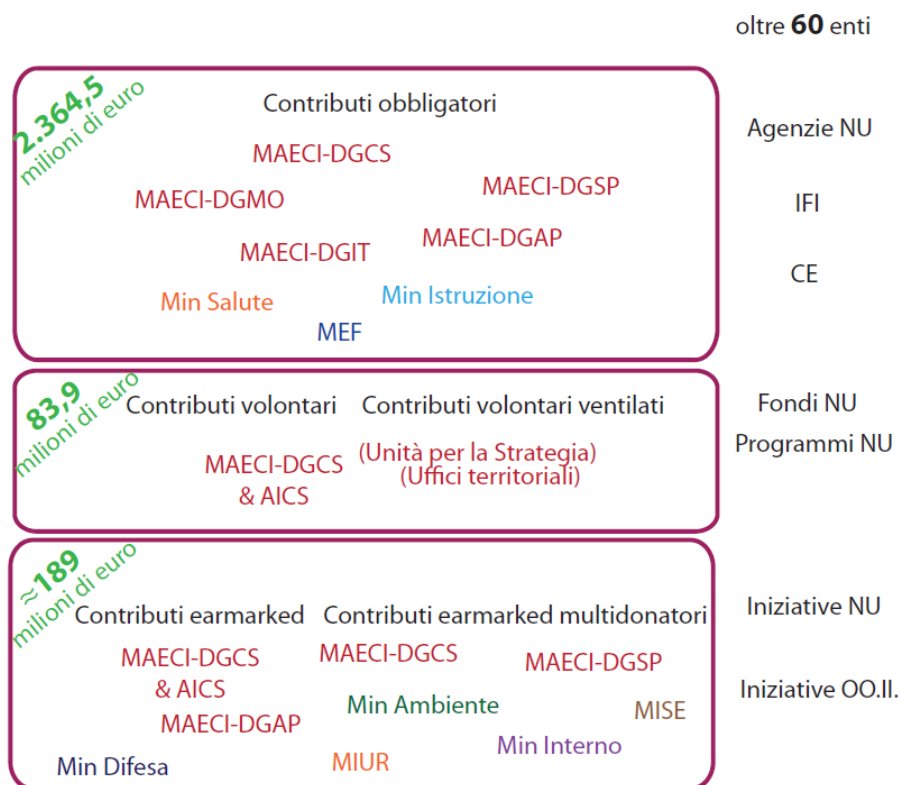 oltre 60 enti
2.364,5
milioni di euro
Contributi obbligatori
MAECI-DGCS
MAECI-DGMO
MAECI-DGSP
MAECI-DGIT
MAECI-DGAP
Min Salute
Min Istruzione
MEF
Agenzie NU
IFI
CE
83,9
milioni di euro
Contributi volontari
Contributi volontari ventilati
MAECI-DGCS
& AICS
(Unità per la Strategia)
(Uffici territoriali)
Fondi NU
Programmi NU
≈189
milioni di euro
Contributi earmarked
Contributi earmarked multidonatori
MAECI-DGCS
& AICS
MAECI-DGAP
Min Difesa
MAECI-DGCS
MAECI-DGSP
Min Ambiente
MISE
Min Interno
MIUR
Iniziative NU
Iniziative OO.II.